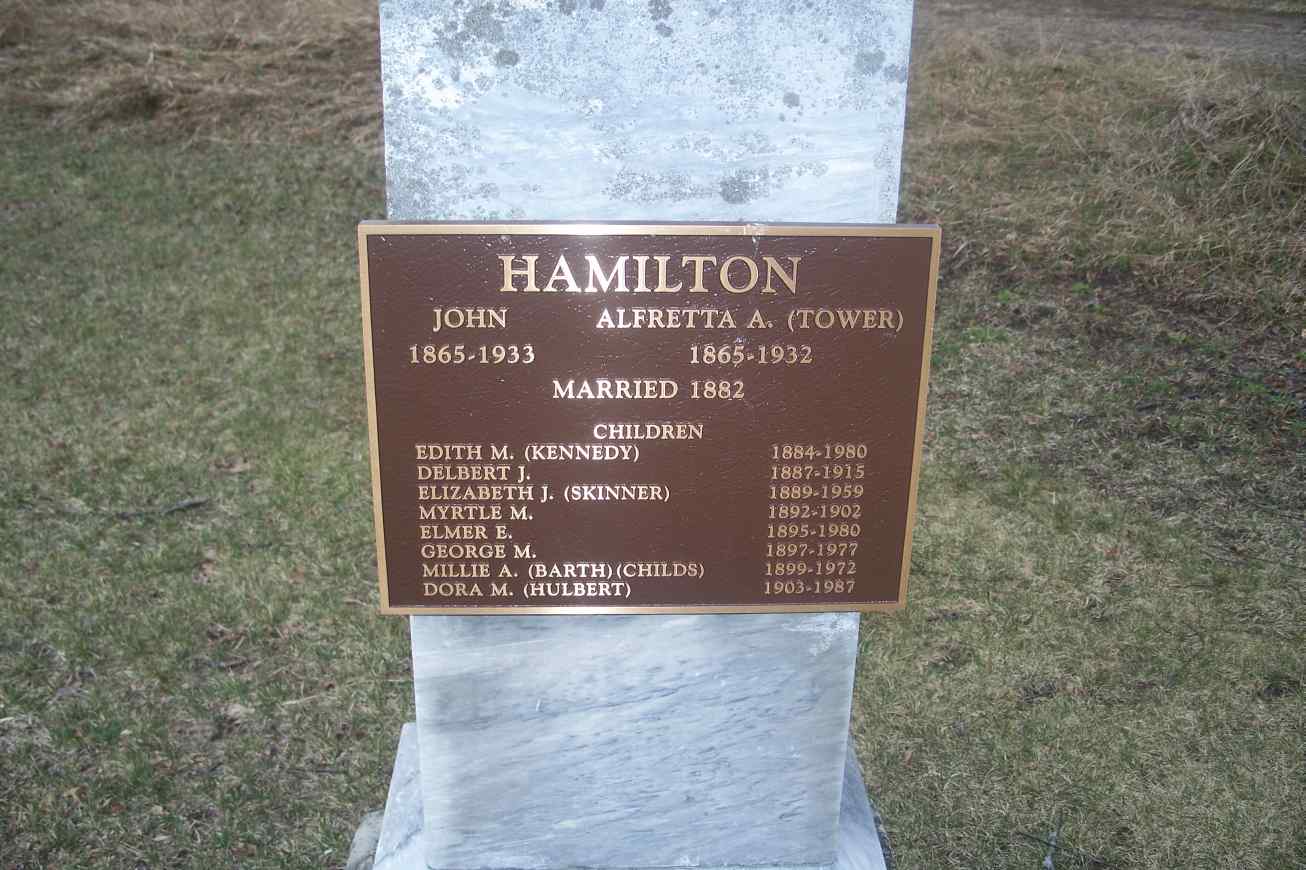 HAMILTON
JOHN ALFRETTA A. (TOWER)
1865-1933 1865-1932
MARRIED 1882
CHILDREN
EDITH M. (KENNEDY) 1884-1980
DELBERT J. 1887-1915
ELIZABETH J. (SKINNER) 1889-1959
MYRTLE M. 1892-1902
ELMER E. 1895-1980
GEORGE M. 1897-1977
MILLIE A. (BARTH)(CHILDS) 1899-1972
DORA M. (HULBERT) 1903-1987